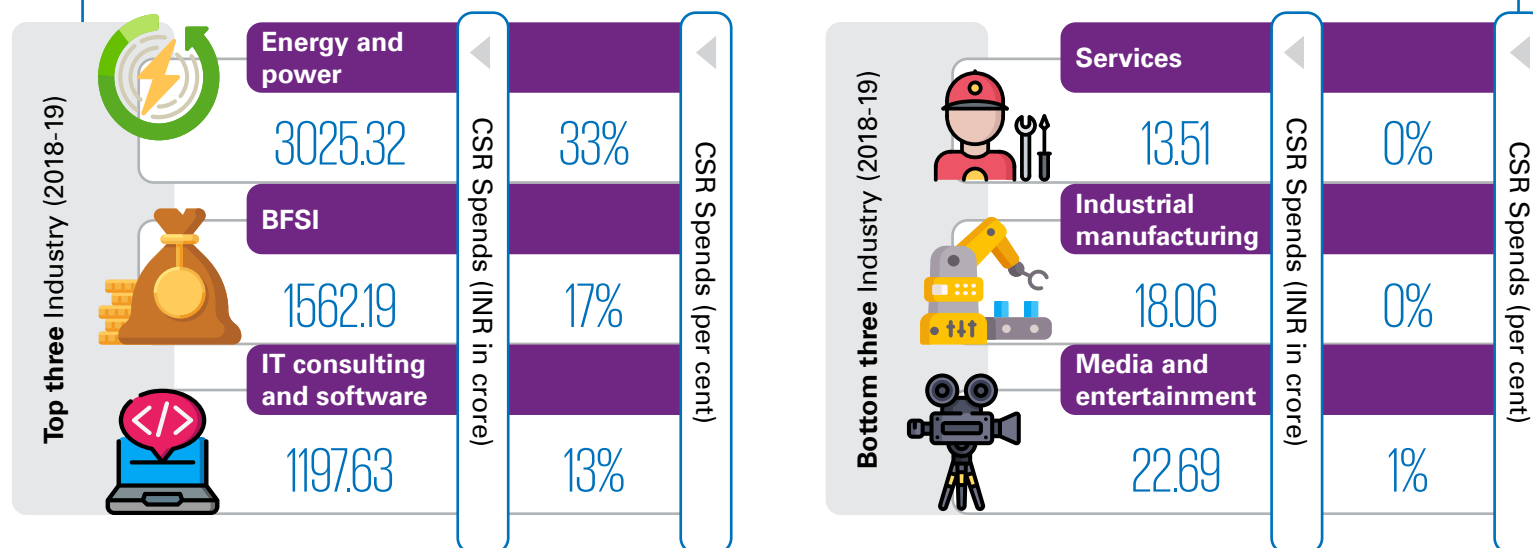 Top three Industry (2018-19)
Energy and
power
3025.32
33%
BFSI
1562.19
17%
IT consulting
and software
1197.63
13%
CSR Spends (INR in crore)
CSR Spends (per cent)
Bottom three Industry (2018-19)
Services
13.51
0%
Industrial
manufacturing
18.06
0%
Media and
entertainment
22.69
1%
CSR Spends (INR in crore)
CSR Spends (per cent)